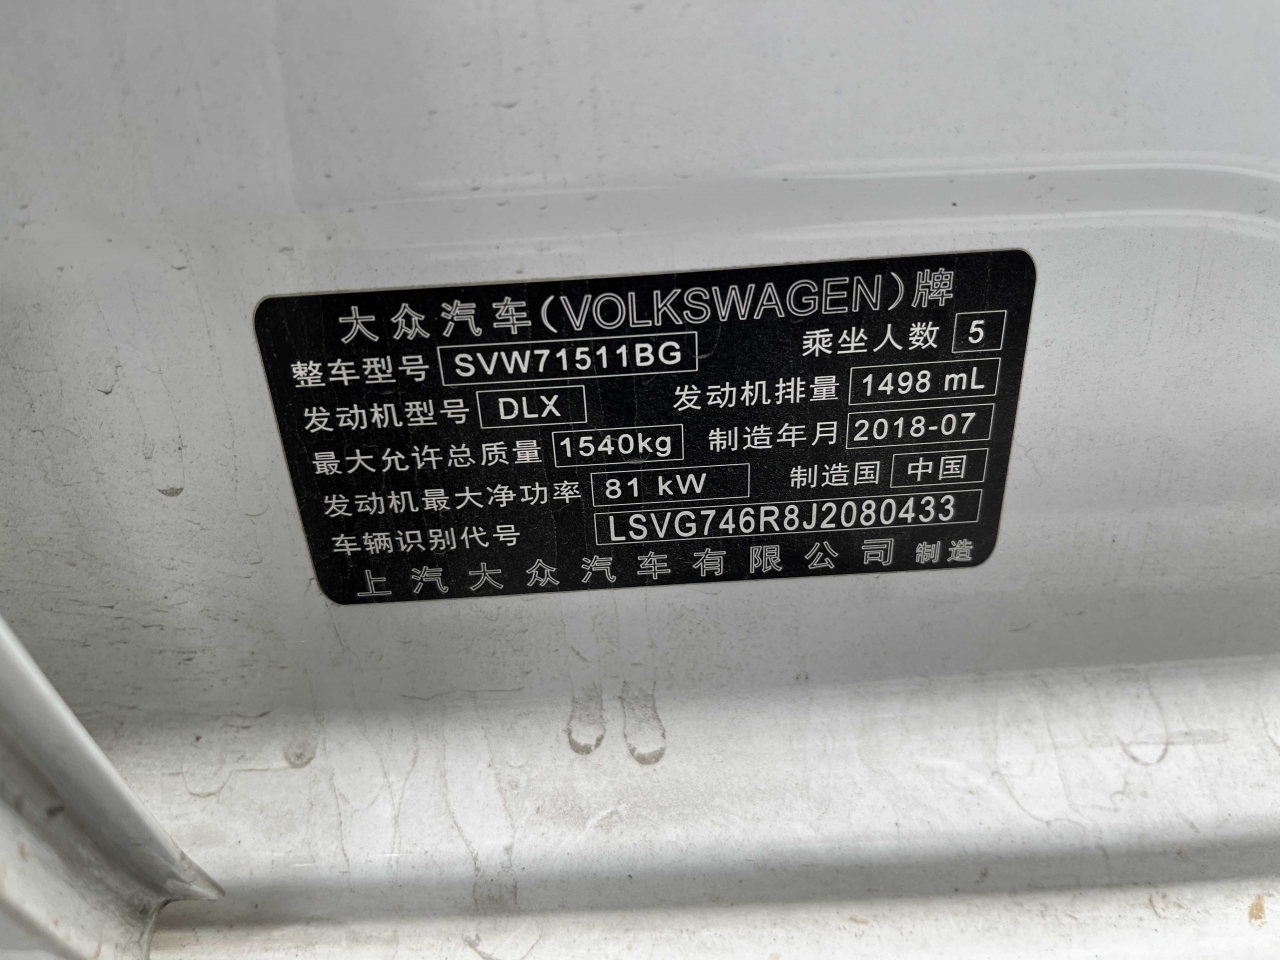 大众汽车(VOLKSWAGEN)牌
整车型号 SVW71511BG 乘坐人数 5
发动机型号 DLX 发动机排量 1498 mL
最大允许总质量 1540kg 制造年月 2018-07
发动机最大净功率 81 kW 制造国 中国
车辆识别代号 LSVG746R8J2080433
上汽大众汽车有限公司 制造